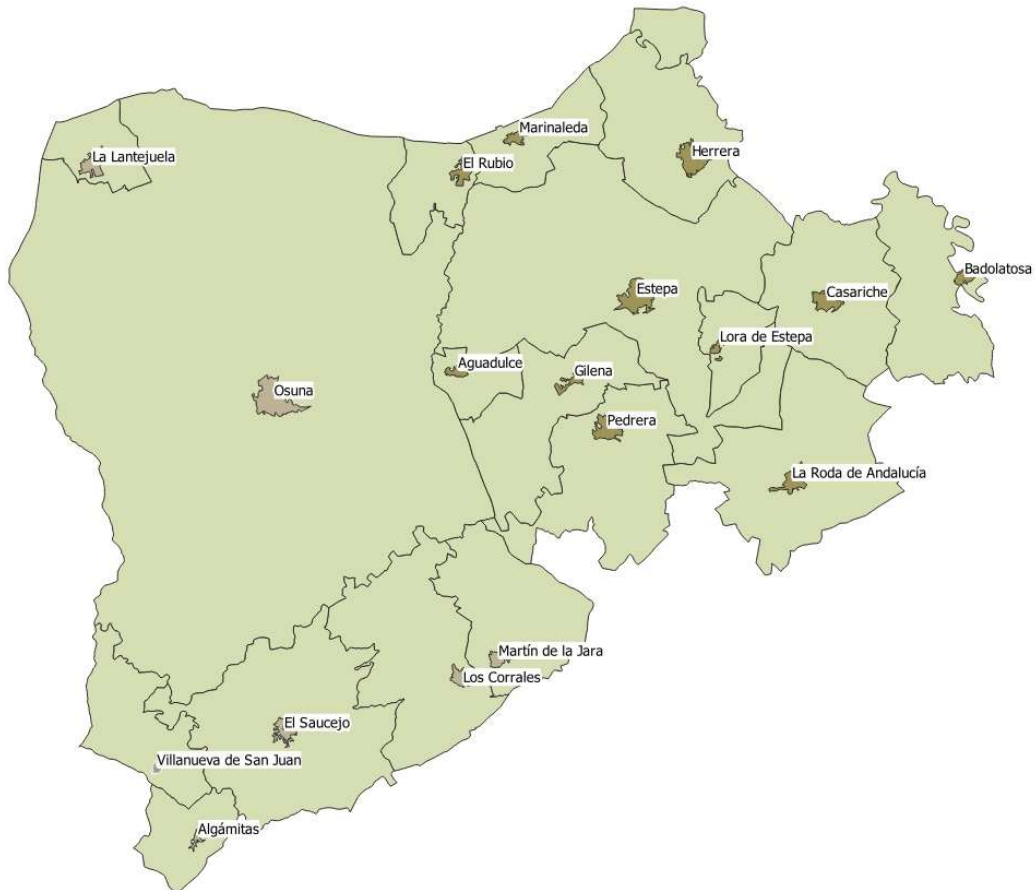 Marinaleda
Herrera
La Lantejuela
El Rubio
Badolatosa
Estepa
Casariche
Lora de Estepa
Aguadulce
Gilena
Osuna
Pedrera
La Roda de Andalucía
Martín de la Jara
Los Corrales
El Saucejo
Villanueva de San Juan
Algámitas